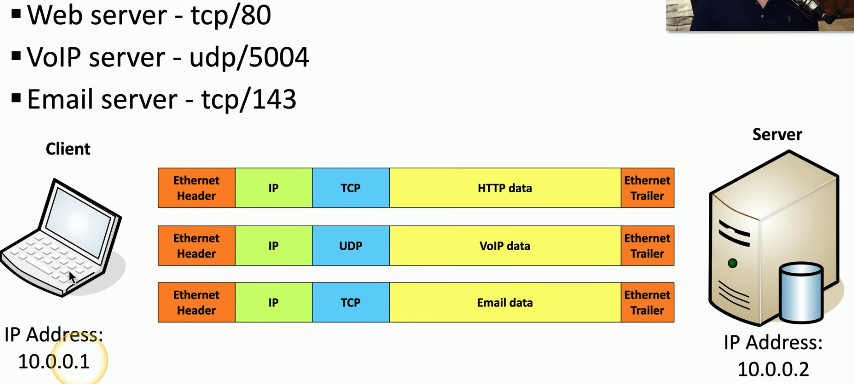 ▪ Web server - tcp/80
▪ VoIP server - udp/5004
▪ Email server - tcp/143
Client
Server
Ethernet Header IP TCP HTTP data Ethernet Trailer
Ethernet Header IP UDP VoIP data Ethernet Trailer
Ethernet Header IP TCP Email data Ethernet Trailer
IP Address:
10.0.0.1
IP Address:
10.0.0.2